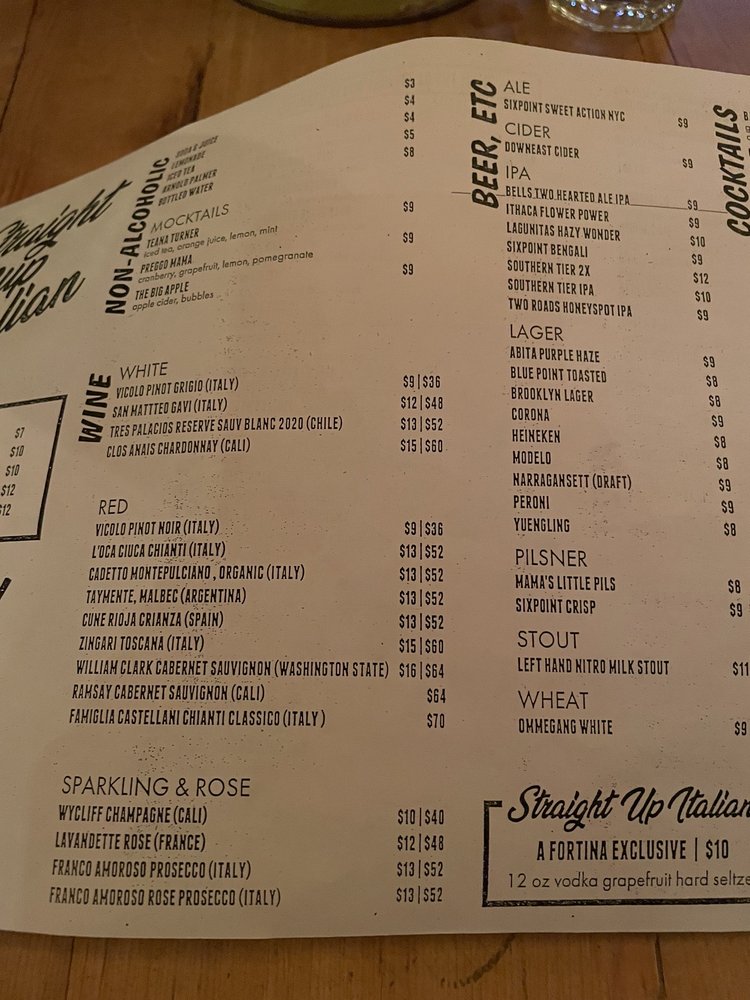 Straight
up
Italian
$7
$10
$10
$12
$12
NON-ALCOHOLIC
SODA & JUICE $3
LEMONADE $4
ICED TEA $4
ARNOLD PALMER $5
BOTTLED WATER $8
MOCKTAILS
TEANA TURNER $9
iced tea, orange juice, lemon, mint
PREGGO MAMA $9
cranberry, grapefruit, lemon, pomegranate
THE BIG APPLE $9
apple cider, bubbles
WINE
WHITE
VICOLO PINOT GRIGIO (ITALY) $9 | $36
SAN MATTTEO GAVI (ITALY) $12 | $48
TRES PALACIOS RESERVE SAUV BLANC 2020 (CHILE) $13 | $52
CLOS ANAIS CHARDONNAY (CALI) $15 | $60
RED
VICOLO PINOT NOIR (ITALY) $9 | $36
L'OCA CIUCA CHIANTI (ITALY) $13 | $52
CADETTO MONTEPULCIANO , ORGANIC (ITALY) $13 | $52
TAYMENTE, MALBEC (ARGENTINA) $13 | $52
CUNE RIOJA CRIANZA (SPAIN) $13 | $52
ZINGARI TOSCANA (ITALY) $15 | $60
WILLIAM CLARK CABERNET SAUVIGNON (WASHINGTON STATE) $16 | $64
RAMSAY CABERNET SAUVIGNON (CALI) $64
FAMIGLIA CASTELLANI CHIANTI CLASSICO (ITALY ) $70
SPARKLING & ROSE
WYCLIFF CHAMPAGNE (CALI) $10 | $40
LAVANDETTE ROSE (FRANCE) $12 | $48
FRANCO AMOROSO PROSECCO (ITALY) $13 | $52
FRANCO AMOROSO ROSE PROSECCO (ITALY) $13 | $52
BEER, ETC
ALE
SIXPOINT SWEET ACTION NYC $9
CIDER
DOWNEAST CIDER $9
IPA
BELLS TWO HEARTED ALE IPA $9
ITHACA FLOWER POWER $9
LAGUNITAS HAZY WONDER $10
SIXPOINT BENGALI $9
SOUTHERN TIER 2X $12
SOUTHERN TIER IPA $10
TWO ROADS HONEYSPOT IPA $9
LAGER
ABITA PURPLE HAZE $9
BLUE POINT TOASTED $8
BROOKLYN LAGER $8
CORONA $9
HEINEKEN $8
MODELO $8
NARRAGANSETT (DRAFT) $9
PERONI $9
YUENGLING $8
PILSNER
MAMA'S LITTLE PILS $8
SIXPOINT CRISP $9
STOUT
LEFT HAND NITRO MILK STOUT $11
WHEAT
OMMEGANG WHITE $9
Straight Up Italian
A FORTINA EXCLUSIVE | $10
12 oz vodka grapefruit hard seltze
COCKTAILS